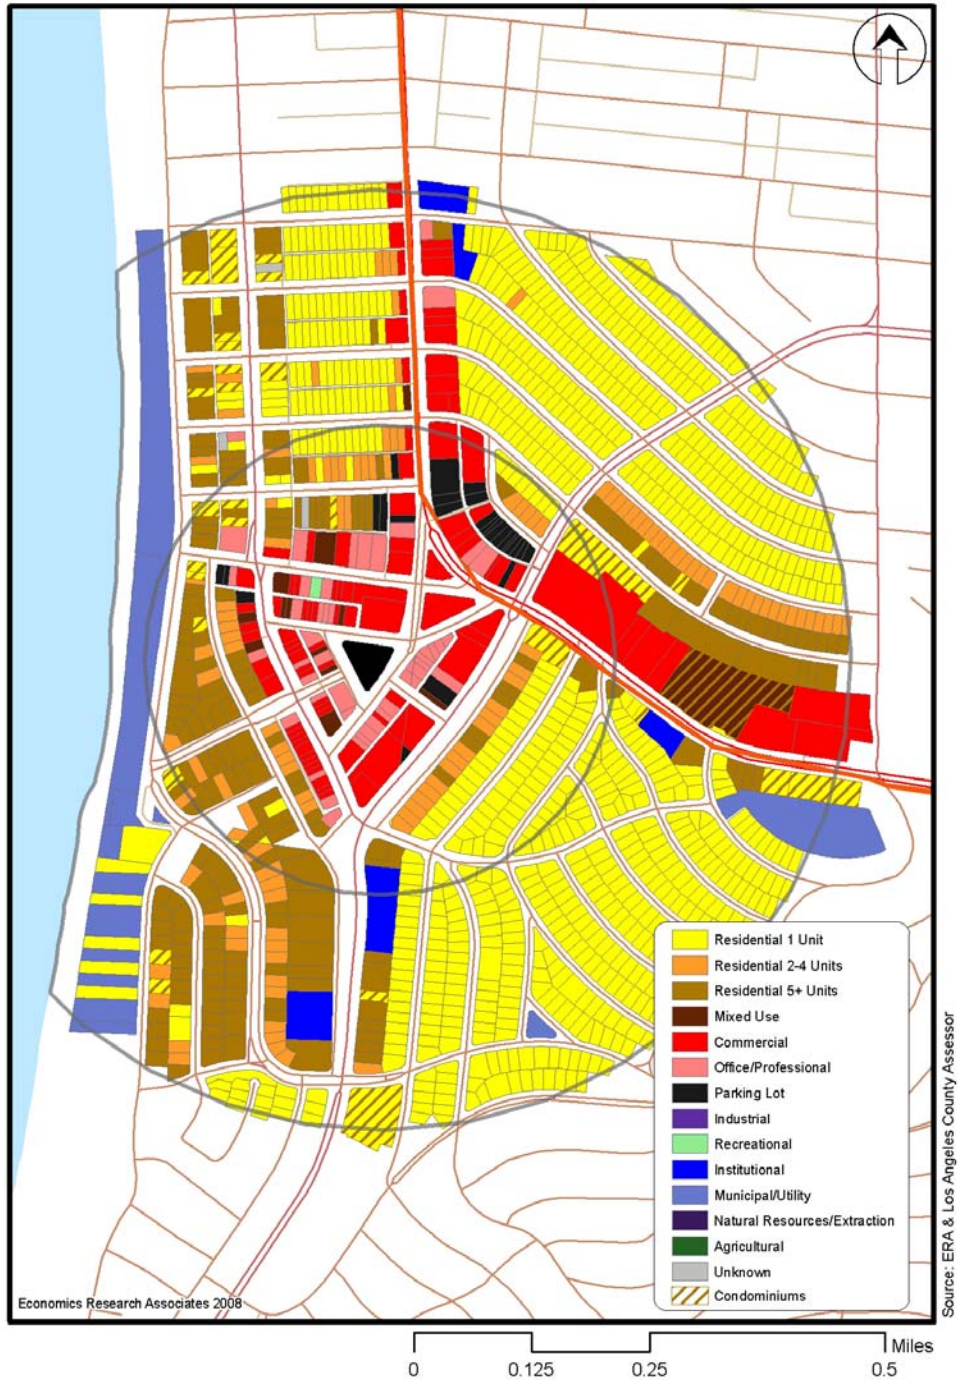 Residential 1 Unit
Residential 2-4 Units
Residential 5+ Units
Mixed Use
Commercial
Office/Professional
Parking Lot
Industrial
Recreational
Institutional
Municipal/Utility
Natural Resources/Extraction
Agricultural
Unknown
Condominiums
Economics Research Associates 2008
Source: ERA & Los Angeles County Assessor
Miles
0 0.125 0.25 0.5